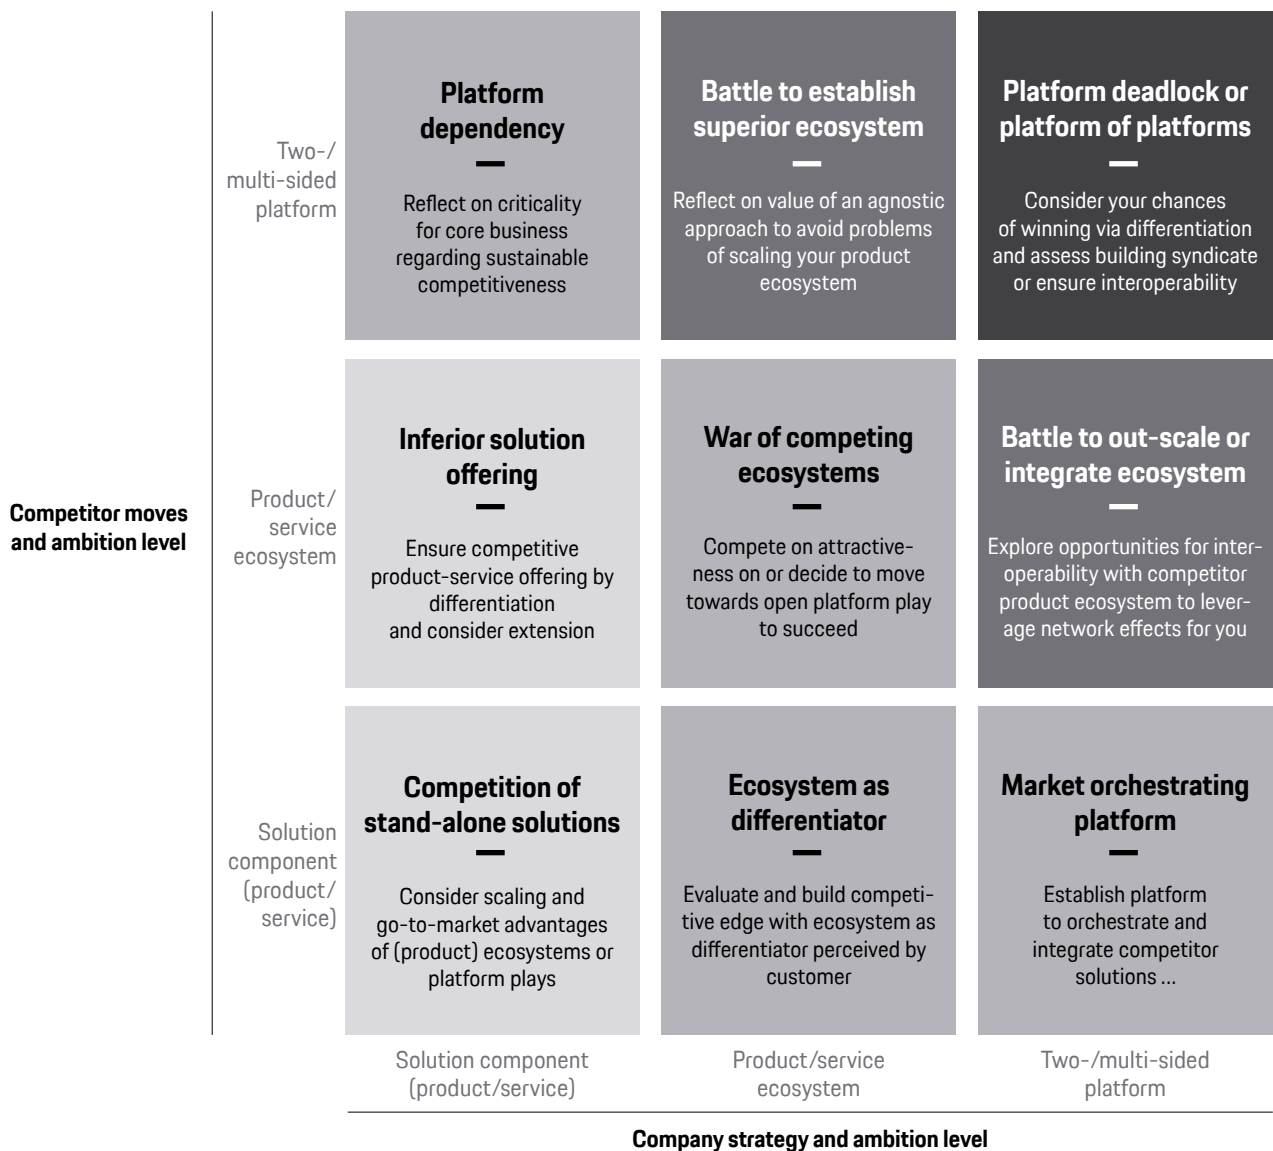 Competitor moves
and ambition level
Two-/
multi-sided
platform
Platform
dependency
Reflect on criticality
for core business
regarding sustainable
competitiveness
Battle to establish
superior ecosystem
Reflect on value of an agnostic
approach to avoid problems
of scaling your product
ecosystem
Platform deadlock or
platform of platforms
Consider your chances
of winning via differentiation
and assess building syndicate
or ensure interoperability
Product/
service
ecosystem
Inferior solution
offering
Ensure competitive
product-service offering by
differentiation
and consider extension
War of competing
ecosystems
Compete on attractive-
ness on or decide to move
towards open platform play
to succeed
Battle to out-scale or
integrate ecosystem
Explore opportunities for inter-
operability with competitor
product ecosystem to lever-
age network effects for you
Solution
component
(product/
service)
Competition of
stand-alone solutions
Consider scaling and
go-to-market advantages
of (product) ecosystems or
platform plays
Ecosystem as
differentiator
Evaluate and build competi-
tive edge with ecosystem as
differentiator perceived by
customer
Market orchestrating
platform
Establish platform
to orchestrate and
integrate competitor
solutions ...
Solution component
(product/service)
Product/service
ecosystem
Two-/multi-sided
platform
Company strategy and ambition level